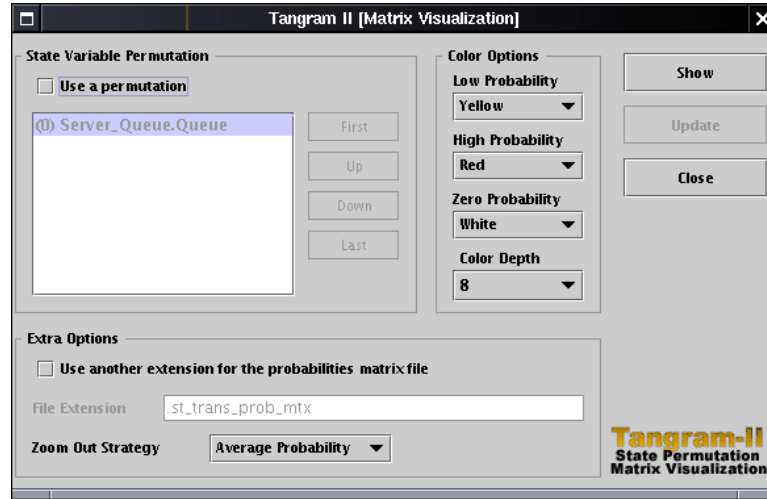 Tangram II [Matrix Visualization]
State Variable Permutation
Use a permutation
(0) Server_Queue.Queue
First
Up
Down
Last
Color Options
Low Probability
Yellow
High Probability
Red
Zero Probability
White
Color Depth
8
Show
Update
Close
Extra Options
Use another extension for the probabilities matrix file
File Extension
.st_trans_prob_mtx
Zoom Out Strategy
Average Probability
Tangram-II
State Permutation
Matrix Visualization